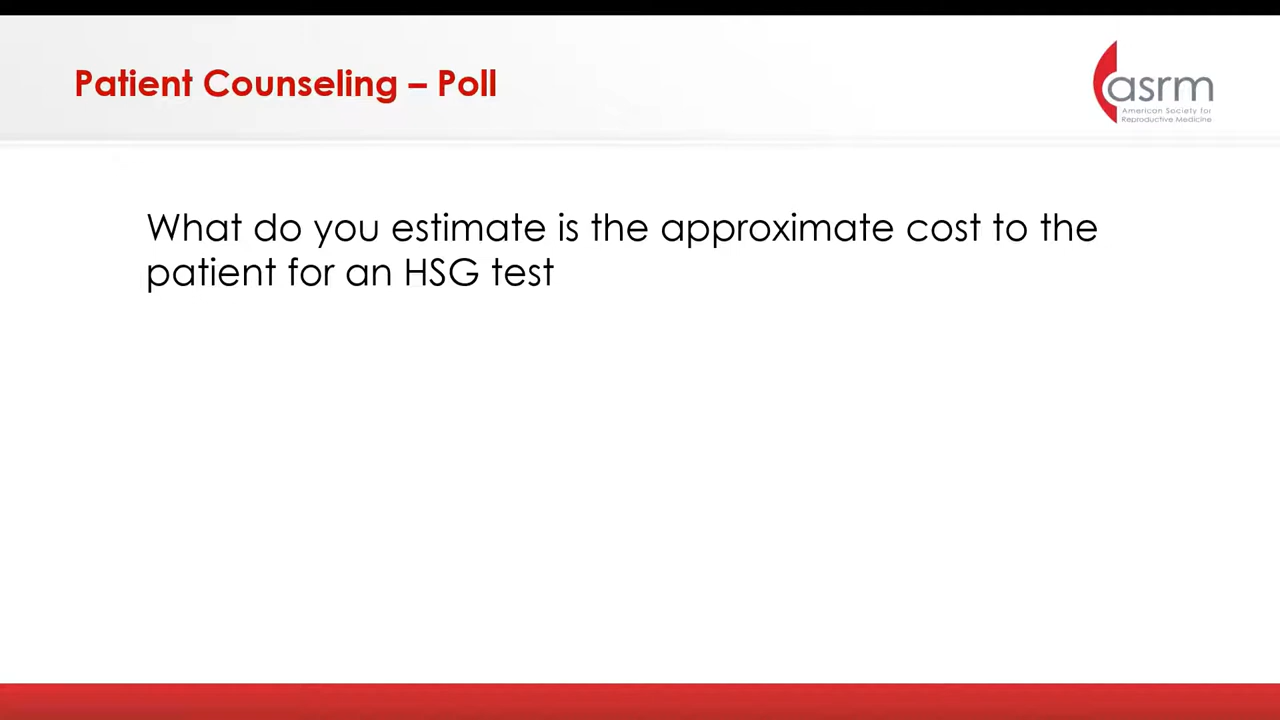 Patient Counseling – Poll
asrm
American Society for
Reproductive Medicine
What do you estimate is the approximate cost to the
patient for an HSG test